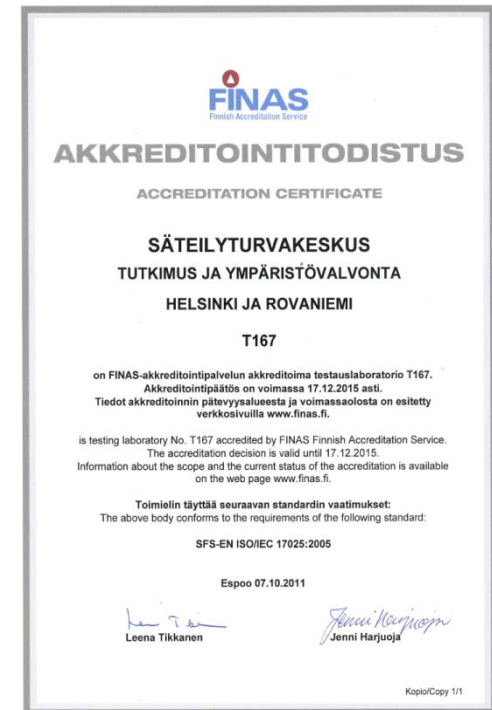 FINAS
Finnish Accreditation Service
AKKREDITOINTITODISTUS
ACCREDITATION CERTIFICATE
SÄTEILYTURVAKESKUS
TUTKIMUS JA YMPÄRISTÖVALVONTA
HELSINKI JA ROVANIEMI
T167
on FINAS-akkreditointipalvelun akkreditoima testauslaboratorio T167.
Akkreditointipäätös on voimassa 17.12.2015 asti.
Tiedot akkreditoinnin pätevyysalueesta ja voimassaolosta on esitetty
verkkosivuilla www.finas.fi.
is testing laboratory No. T167 accredited by FINAS Finnish Accreditation Service.
The accreditation decision is valid until 17.12.2015.
Information about the scope and the current status of the accreditation is available
on the web page www.finas.fi.
Toimielin täyttää seuraavan standardin vaatimukset:
The above body conforms to the requirements of the following standard:
SFS-EN ISO/IEC 17025:2005
Espoo 07.10.2011
Leena Tikkanen Jenni Harjuoja
Kopio/Copy 1/1